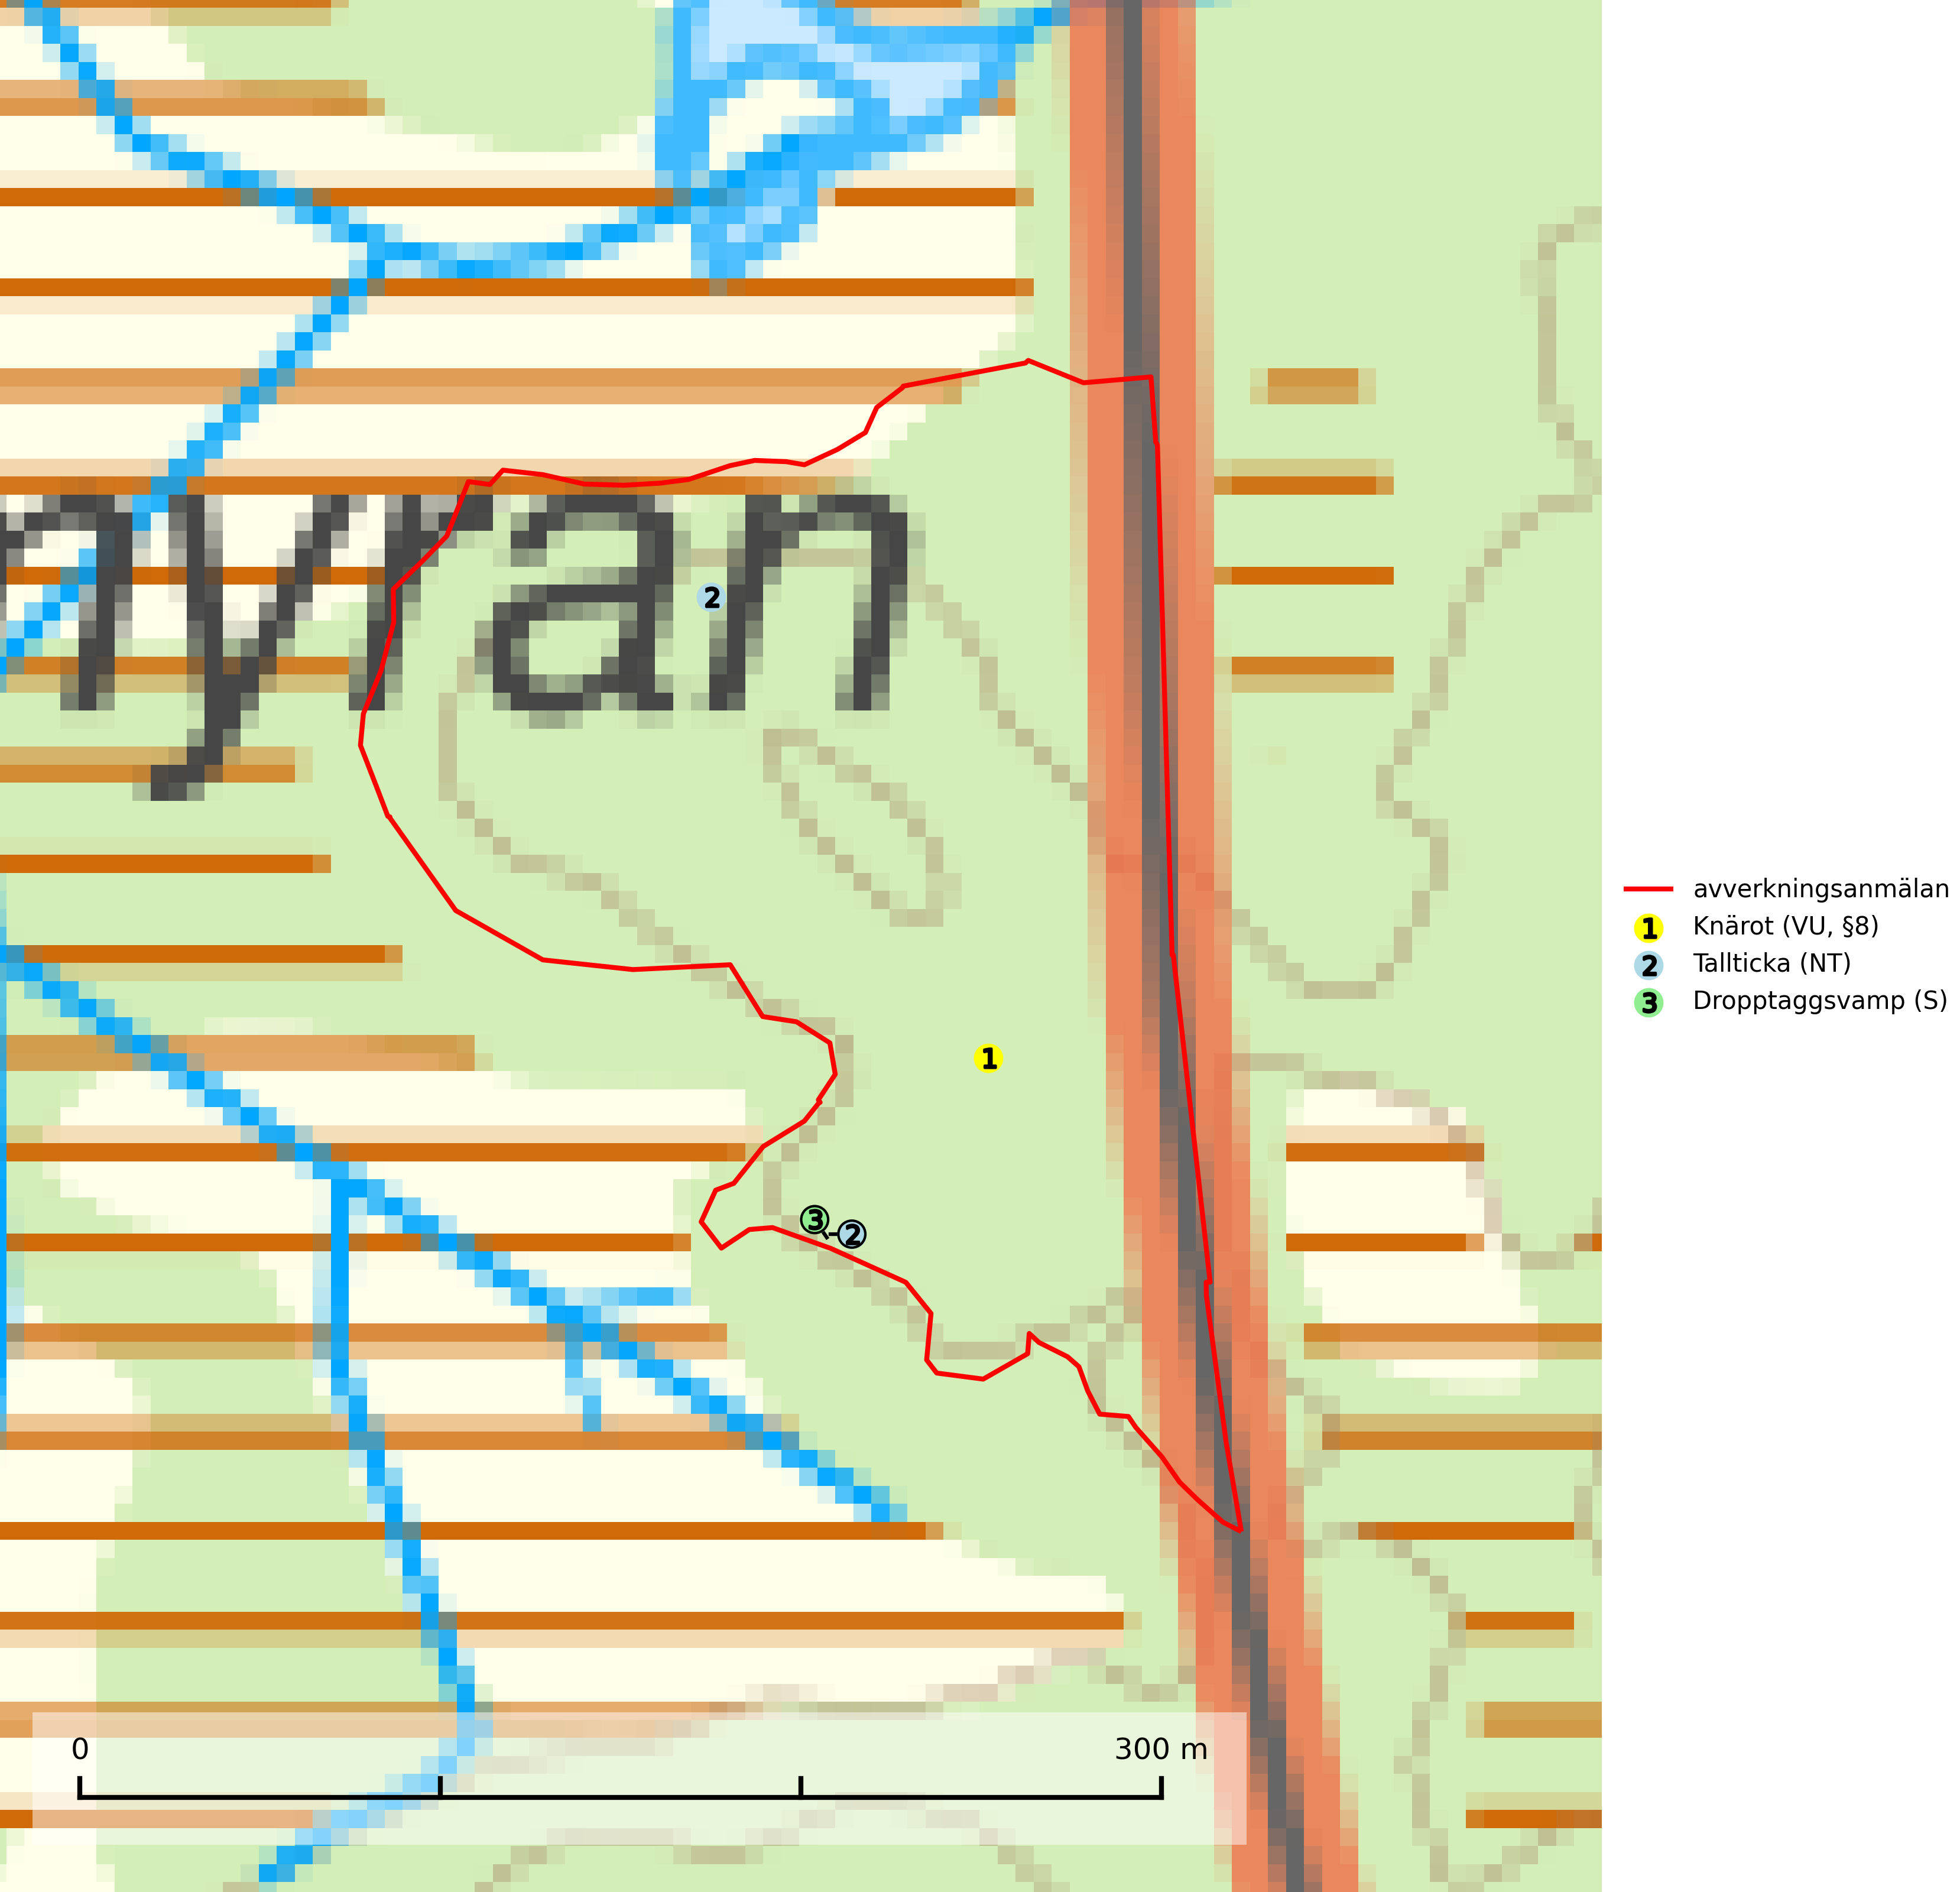 myran
2
1
3
2
avverkningsanmälan
1 Knärot (VU, §8)
2 Tallticka (NT)
3 Dropptaggsvamp (S)
0 300 m